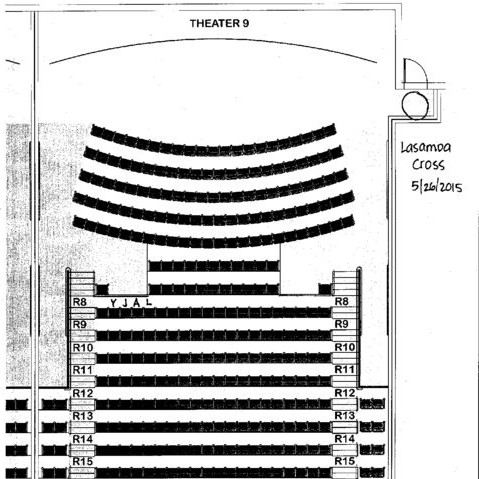 THEATER 9
Lasamoa
Cross
5/26/2015
R8 Y J A L R8
R9 R9
R10 R10
R11 R11
R12 R12
R13 R13
R14 R14
R15 R15